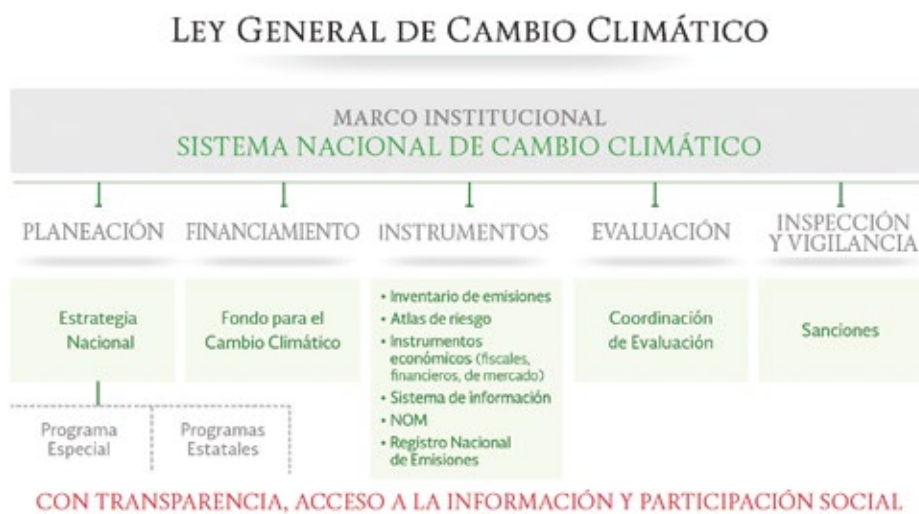 LEY GENERAL DE CAMBIO CLIMÁTICO
MARCO INSTITUCIONAL
SISTEMA NACIONAL DE CAMBIO CLIMÁTICO
PLANEACIÓN
Estrategia
Nacional
Programa
Especial
Programas
Estatales
FINANCIAMIENTO
Fondo para el
Cambio Climático
INSTRUMENTOS
• Inventario de emisiones
• Atlas de riesgo
• Instrumentos
económicos (fiscales,
financieros, de mercado)
• Sistema de información
• NOM
• Registro Nacional
de Emisiones
EVALUACIÓN
Coordinación
de Evaluación
INSPECCIÓN
Y VIGILANCIA
Sanciones
CON TRANSPARENCIA, ACCESO A LA INFORMACIÓN Y PARTICIPACIÓN SOCIAL